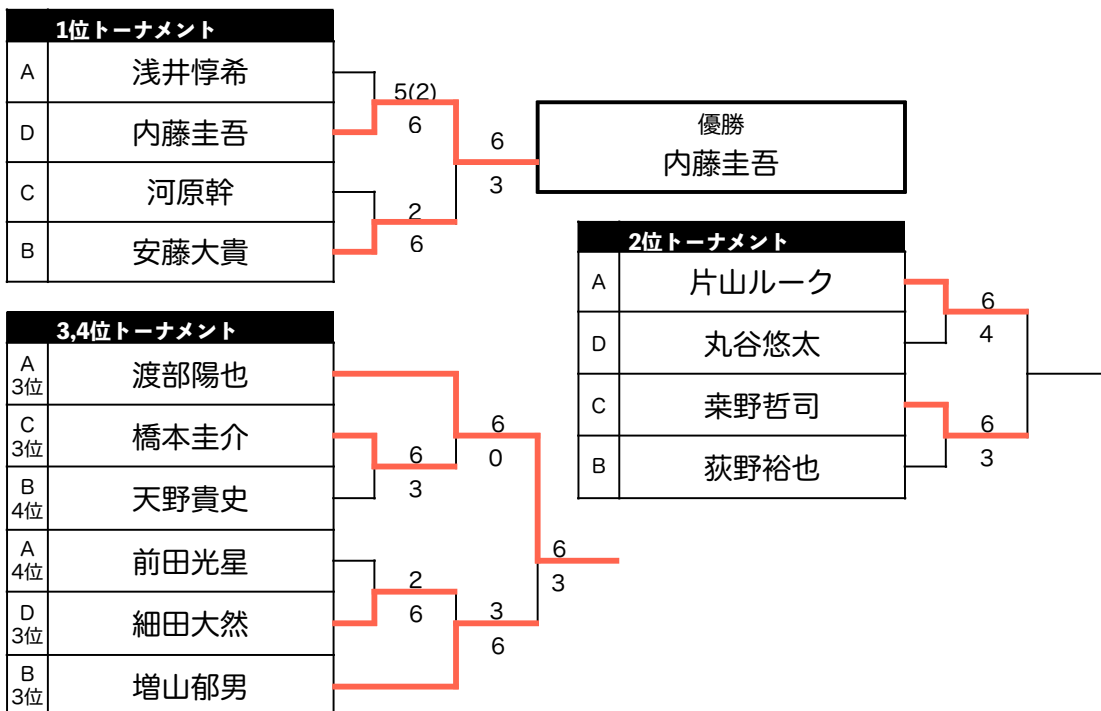 1位トーナメント
A 浅井惇希
D 内藤圭吾
C 河原幹
B 安藤大貴
5(2)
6
2
6
6
3
優勝
内藤圭吾
2位トーナメント
A 片山ルーク
D 丸谷悠太
C 桒野哲司
B 荻野裕也
6
4
6
3
3,4位トーナメント
A 3位 渡部陽也
C 3位 橋本圭介
B 4位 天野貴史
A 4位 前田光星
D 3位 細田大然
B 3位 増山郁男
6
3
2
6
6
0
3
6
6
3